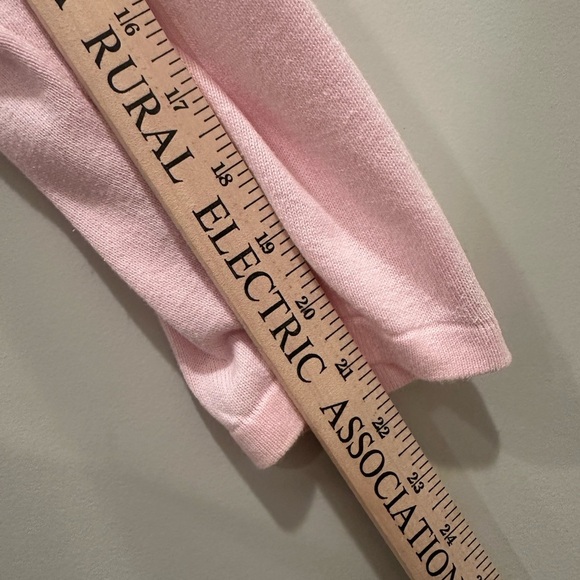 16 17 18 19 20 21 22 23 24
RURAL ELECTRIC ASSOCIATION